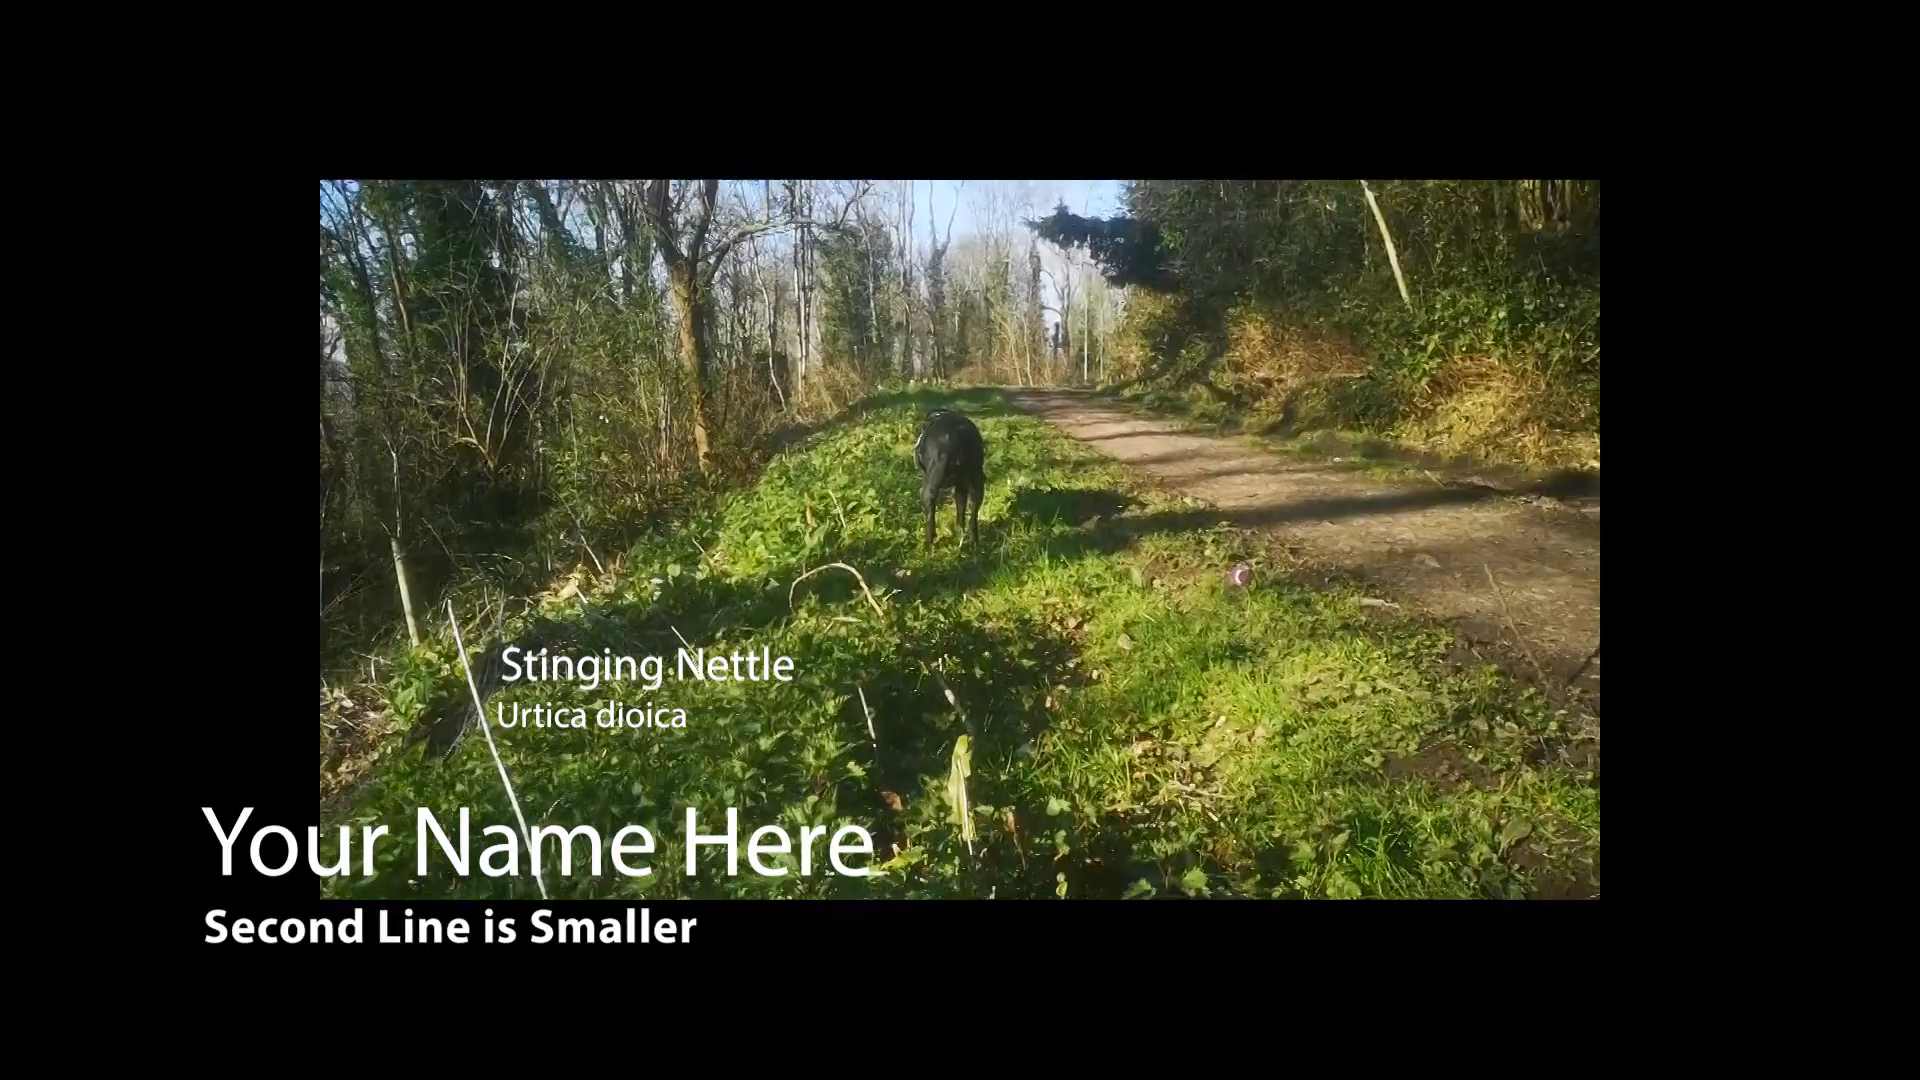 Stinging Nettle
Urtica dioica
Your Name Here
Second Line is Smaller